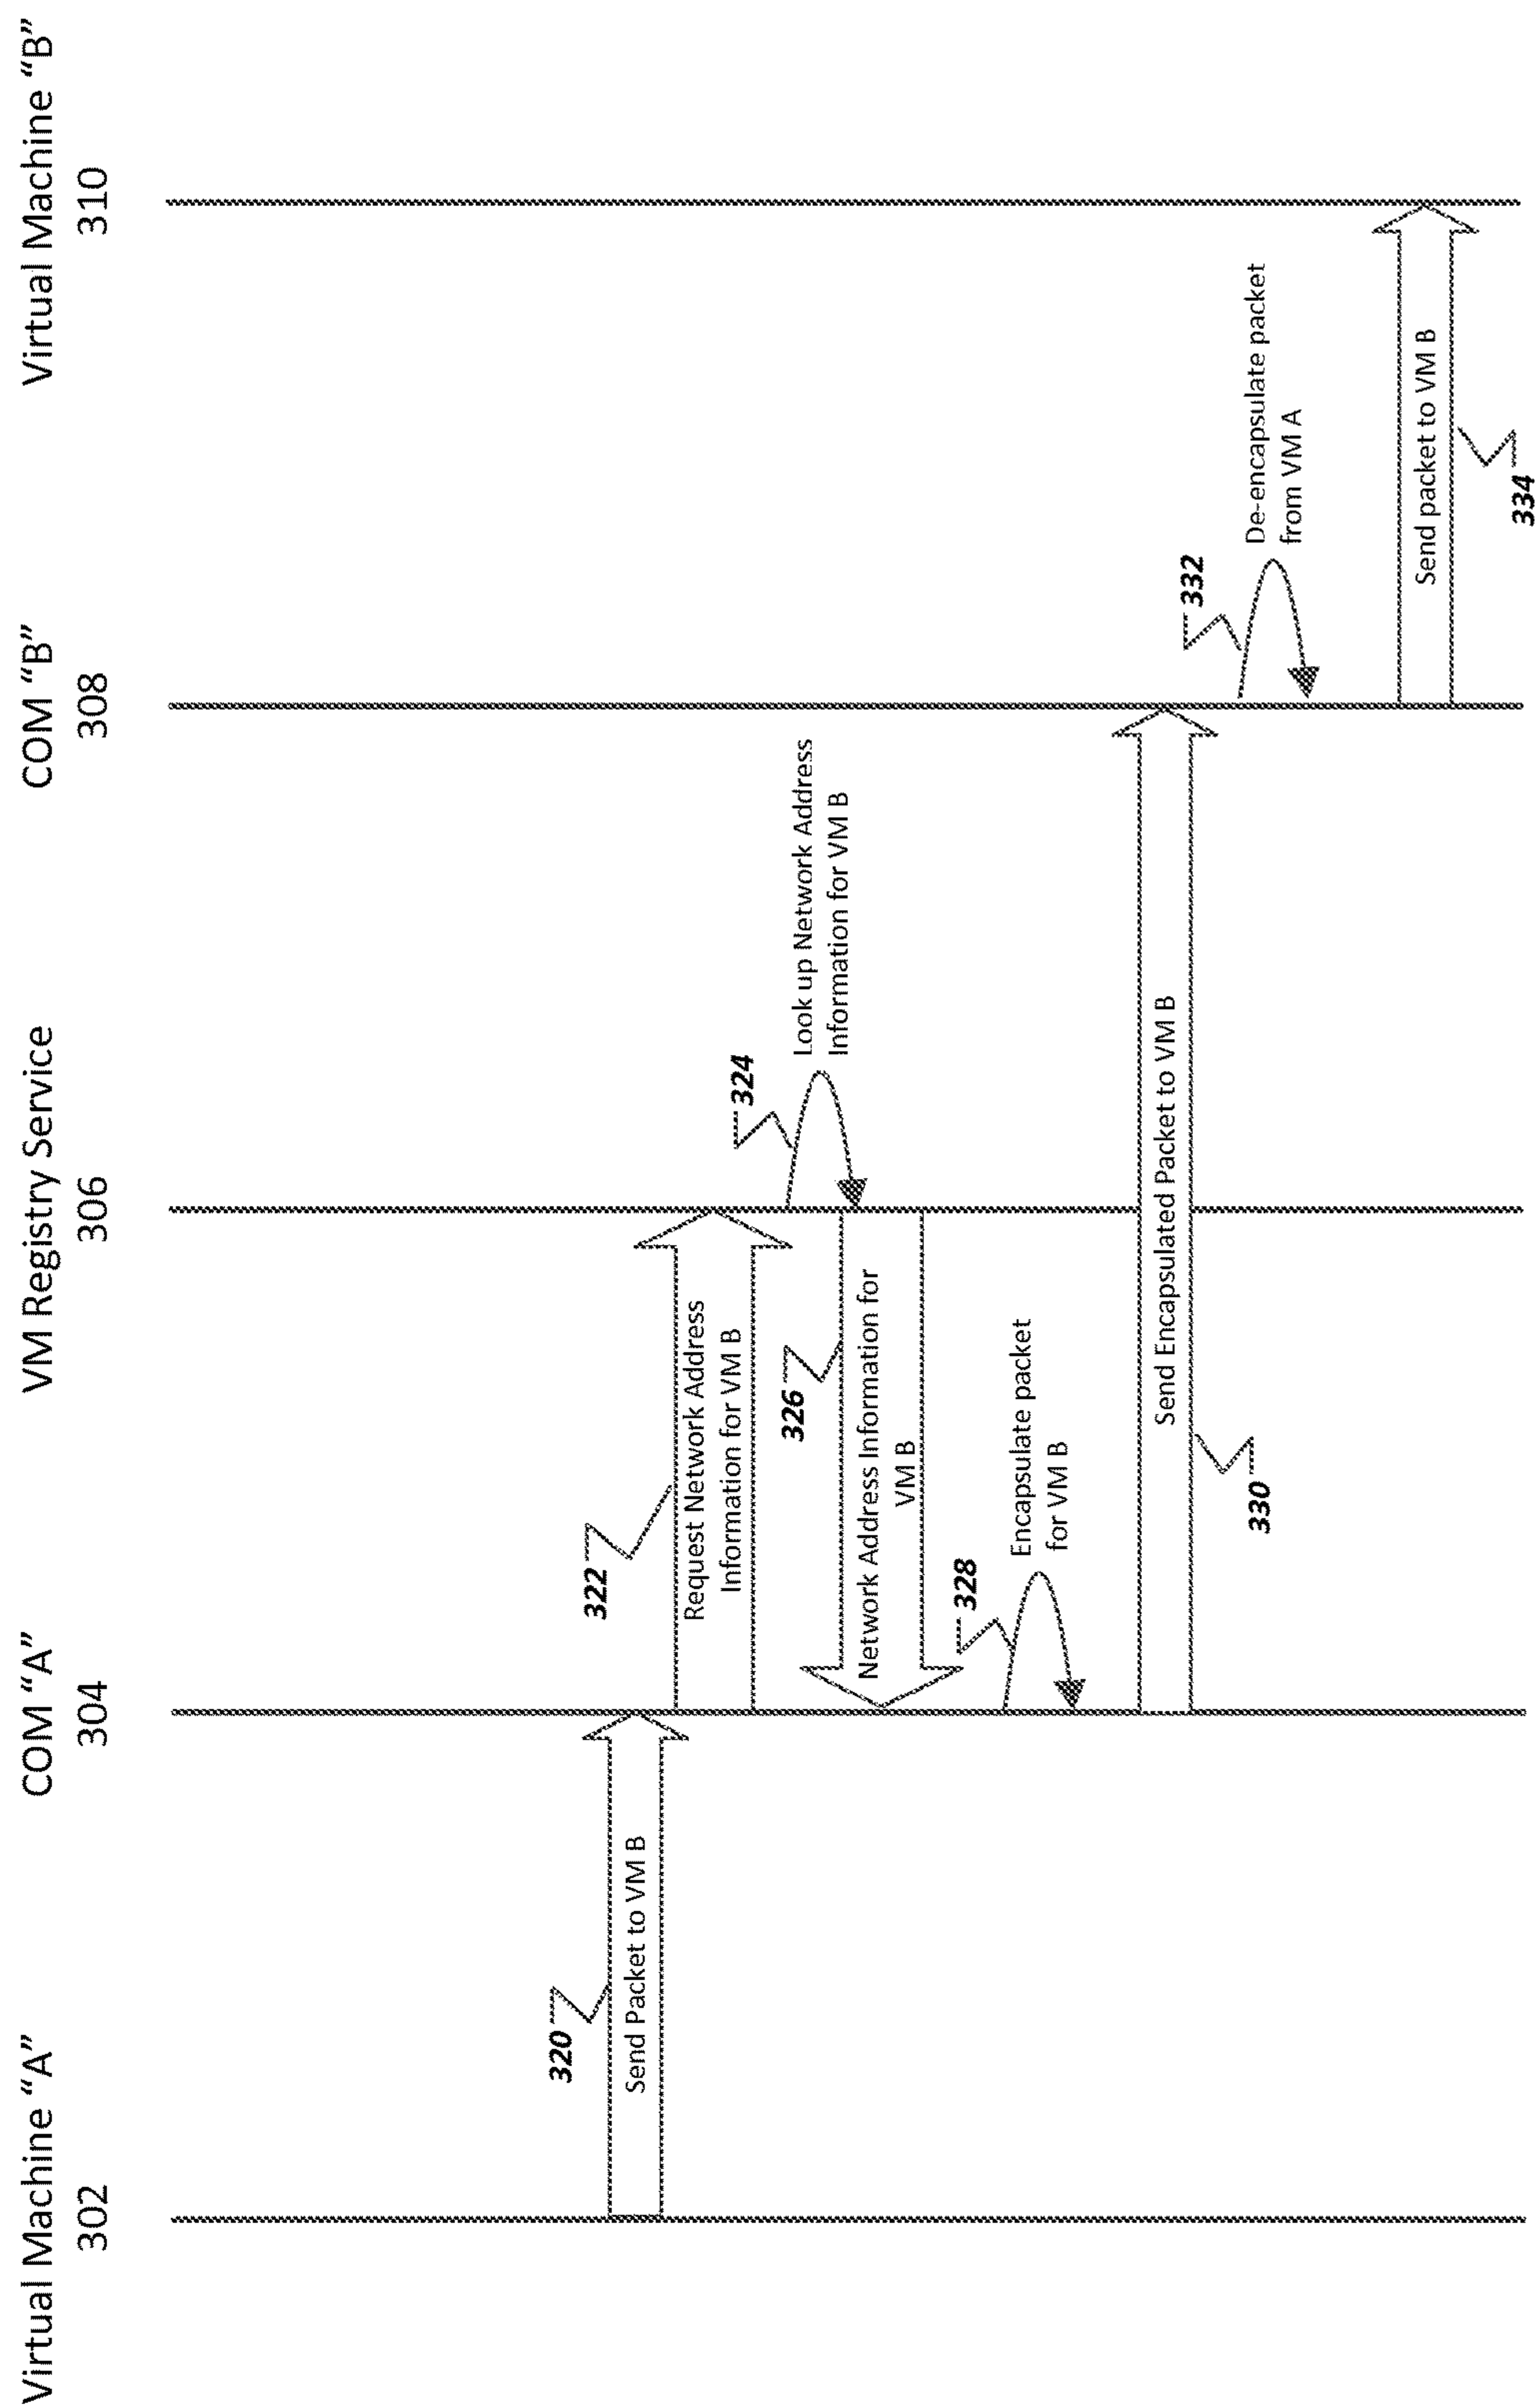 Virtual Machine “A”
302
COM “A”
304
VM Registry Service
306
COM “B”
308
Virtual Machine “B”
310
320
Send Packet to VM B
322
Request Network Address
Information for VM B
324
Look up Network Address
Information for VM B
326
Network Address Information for
VM B
328
Encapsulate packet
for VM B
Send Encapsulated Packet to VM B
330
332
De-encapsulate packet
from VM A
Send packet to VM B
334